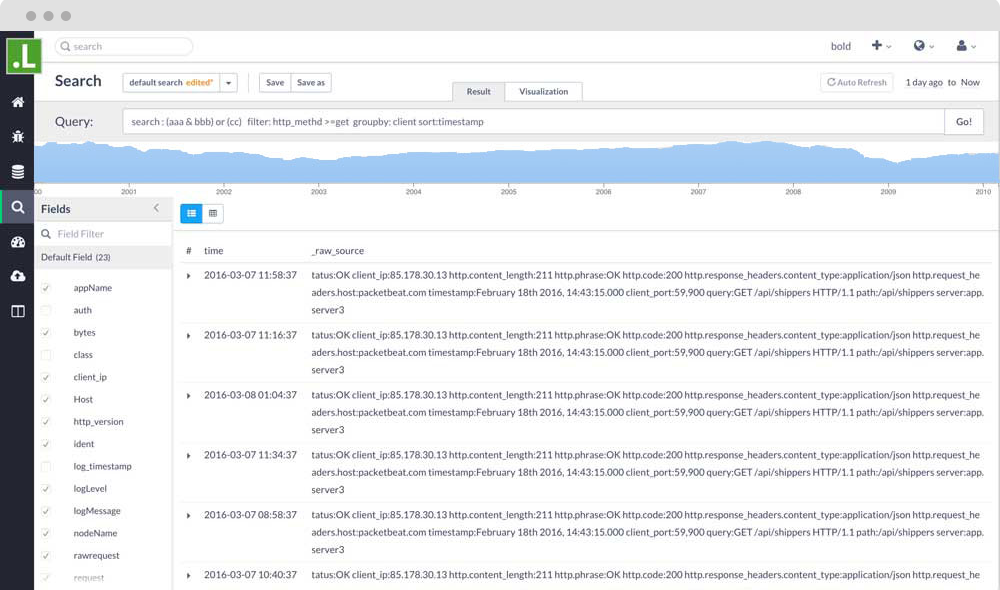 .L
search
bold
Search
default search edited*
Save
Save as
Result
Visualization
Auto Refresh
1 day ago to Now
Query:
search : (aaa & bbb) or (cc) filter: http_methd >=get groupby: client sort:timestamp
Go!
00 2001 2002 2003 2004 2005 2006 2007 2008 2009 2010
Fields
Field Filter
Default Field (23)
appName
auth
bytes
class
client_ip
Host
http_version
ident
log_timestamp
logLevel
logMessage
nodeName
rawrequest
request
# time _raw_source
2016-03-07 11:58:37 tatus:OK client_ip:85.178.30.13 http.content_length:211 http.phrase:OK http.code:200 http.response_headers.content_type:application/json http.request_he
aders.host:packetbeat.com timestamp:February 18th 2016, 14:43:15.000 client_port:59,900 query:GET /api/shippers HTTP/1.1 path:/api/shippers server:app.
server3
2016-03-07 11:16:37 tatus:OK client_ip:85.178.30.13 http.content_length:211 http.phrase:OK http.code:200 http.response_headers.content_type:application/json http.request_he
aders.host:packetbeat.com timestamp:February 18th 2016, 14:43:15.000 client_port:59,900 query:GET /api/shippers HTTP/1.1 path:/api/shippers server:app.
server3
2016-03-08 01:04:37 tatus:OK client_ip:85.178.30.13 http.content_length:211 http.phrase:OK http.code:200 http.response_headers.content_type:application/json http.request_he
aders.host:packetbeat.com timestamp:February 18th 2016, 14:43:15.000 client_port:59,900 query:GET /api/shippers HTTP/1.1 path:/api/shippers server:app.
server3
2016-03-07 11:34:37 tatus:OK client_ip:85.178.30.13 http.content_length:211 http.phrase:OK http.code:200 http.response_headers.content_type:application/json http.request_he
aders.host:packetbeat.com timestamp:February 18th 2016, 14:43:15.000 client_port:59,900 query:GET /api/shippers HTTP/1.1 path:/api/shippers server:app.
server3
2016-03-07 08:58:37 tatus:OK client_ip:85.178.30.13 http.content_length:211 http.phrase:OK http.code:200 http.response_headers.content_type:application/json http.request_he
aders.host:packetbeat.com timestamp:February 18th 2016, 14:43:15.000 client_port:59,900 query:GET /api/shippers HTTP/1.1 path:/api/shippers server:app.
server3
2016-03-07 10:40:37 tatus:OK client_ip:85.178.30.13 http.content_length:211 http.phrase:OK http.code:200 http.response_headers.content_type:application/json http.request_he